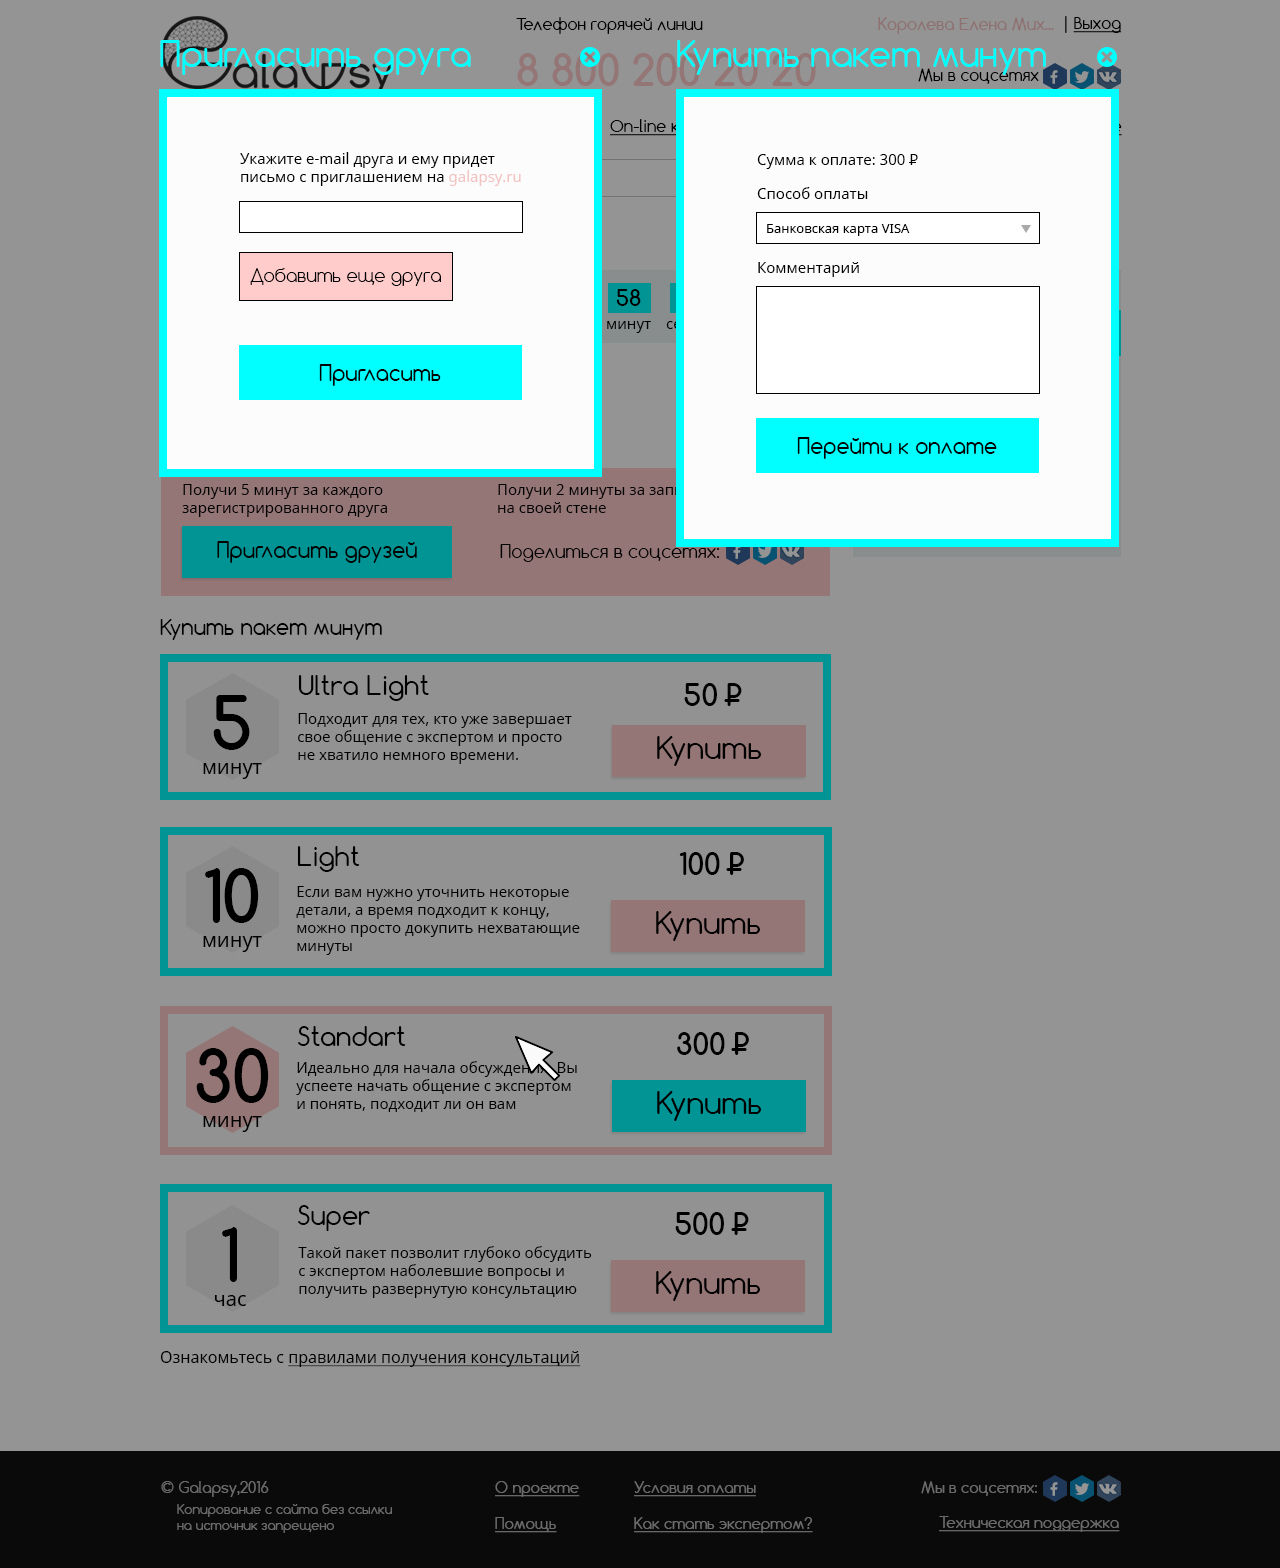 Телефон горячей линии
Королева Елена Мих... | Выход
Galapsy
8 800 200 20 20
Мы в соцсетях
Пригласить друга
Купить пакет минут
On-line
Укажите e-mail друга и ему придет
письмо с приглашением на galapsy.ru
Добавить еще друга
Пригласить
Сумма к оплате: 300 ₽
Способ оплаты
Банковская карта VISA
Комментарий
Перейти к оплате
58
минут
Получи 5 минут за каждого
зарегистрированного друга
Пригласить друзей
Получи 2 минуты за
на своей стене
Поделиться в соцсетях:
Купить пакет минут
5
минут
Ultra Light
Подходит для тех, кто уже завершает
свое общение с экспертом и просто
не хватило немного времени.
50 ₽
Купить
10
минут
Light
Если вам нужно уточнить некоторые
детали, а время подходит к концу,
можно просто докупить нехватающие
минуты
100 ₽
Купить
30
минут
Standart
Идеально для начала обсуждения. Вы
успеете начать общение с экспертом
и понять, подходит ли он вам
300 ₽
Купить
1
час
Super
Такой пакет позволит глубоко обсудить
с экспертом наболевшие вопросы и
получить развернутую консультацию
500 ₽
Купить
Ознакомьтесь с правилами получения консультаций
© Galapsy,2016
Копирование с сайта без ссылки
на источник запрещено
О проекте
Помощь
Условия оплаты
Как стать экспертом?
Мы в соцсетях:
Техническая поддержка